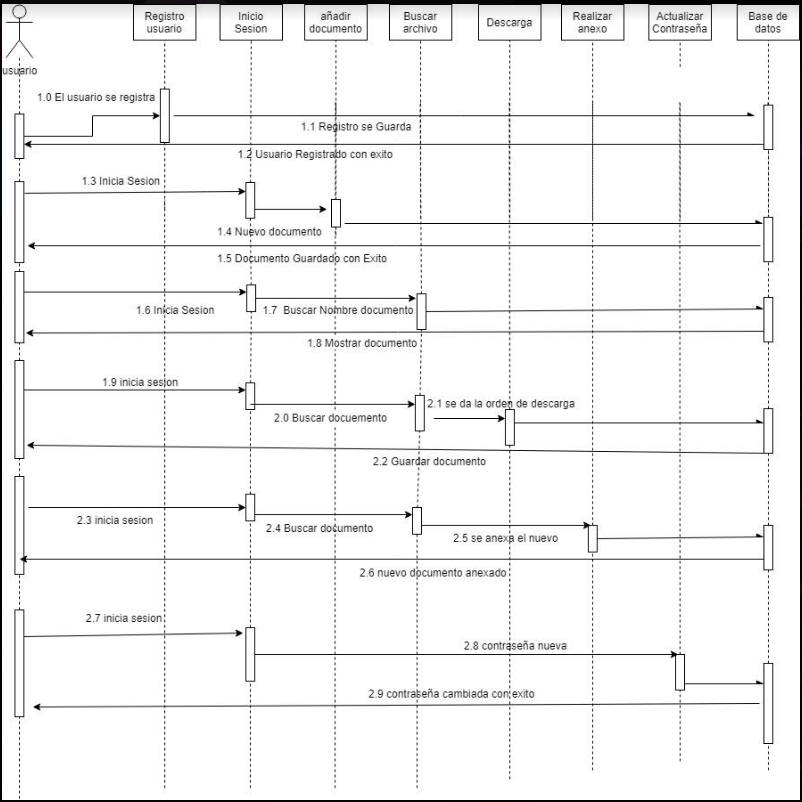 Registro
usuario
Inicio
Sesion
añadir
documento
Buscar
archivo
Descarga
Realizar
anexo
Actualizar
Contraseña
Base de
datos
usuario
1.0 El usuario se registra
1.1 Registro se Guarda
1.2 Usuario Registrado con exito
1.3 Inicia Sesion
1.4 Nuevo documento
1.5 Documento Guardado con Exito
1.6 Inicia Sesion
1.7 Buscar Nombre documento
1.8 Mostrar documento
1.9 inicia sesion
2.0 Buscar docuemento
2.1 se da la orden de descarga
2.2 Guardar documento
2.3 inicia sesion
2.4 Buscar documento
2.5 se anexa el nuevo
2.6 nuevo documento anexado
2.7 inicia sesion
2.8 contraseña nueva
2.9 contraseña cambiada con exito